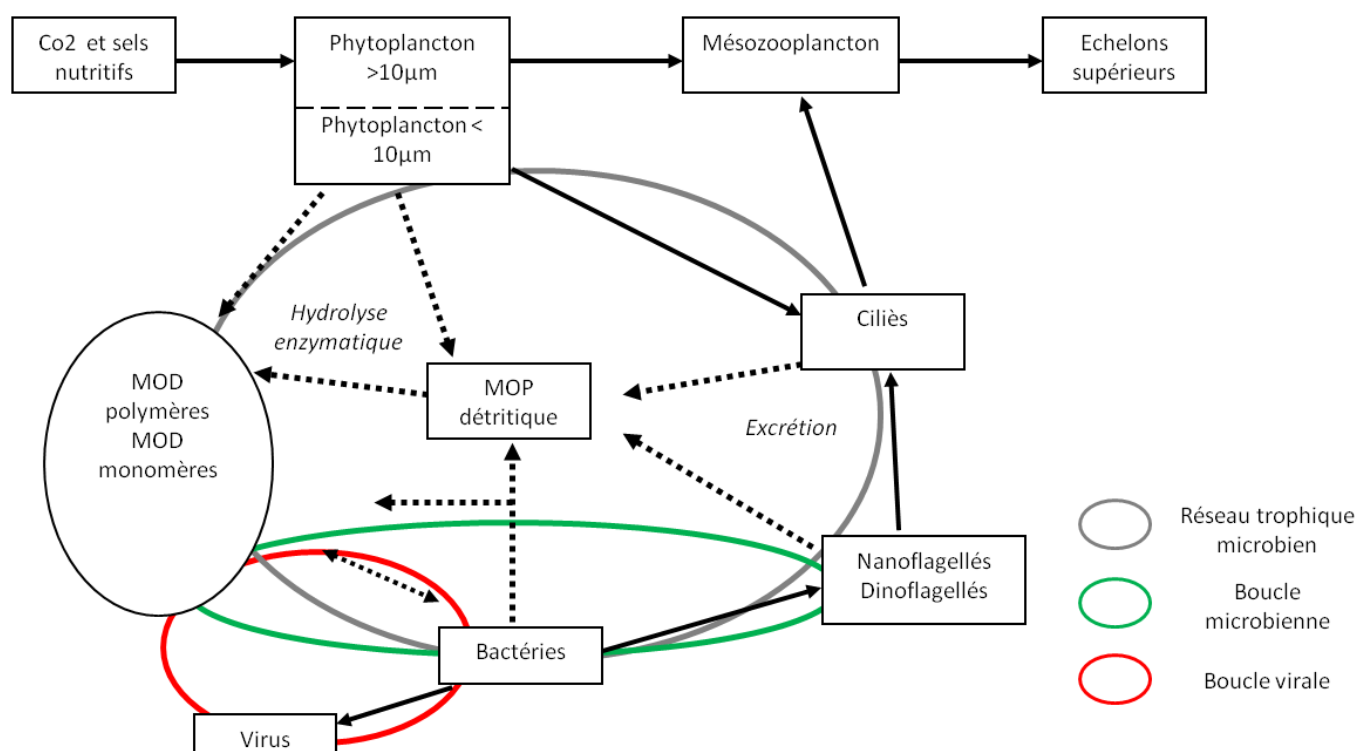 Co2 et sels
nutritifs
Phytoplancton
>10µm
Phytoplancton <
10µm
Mésozooplancton
Echelons
supérieurs
Hydrolyse
enzymatique
Ciliès
MOD
polymères
MOD
monomères
MOP
détritique
Excrétion
Nanoflagellés
Dinoflagellés
Bactéries
Virus
Réseau trophique
microbien
Boucle
microbienne
Boucle virale